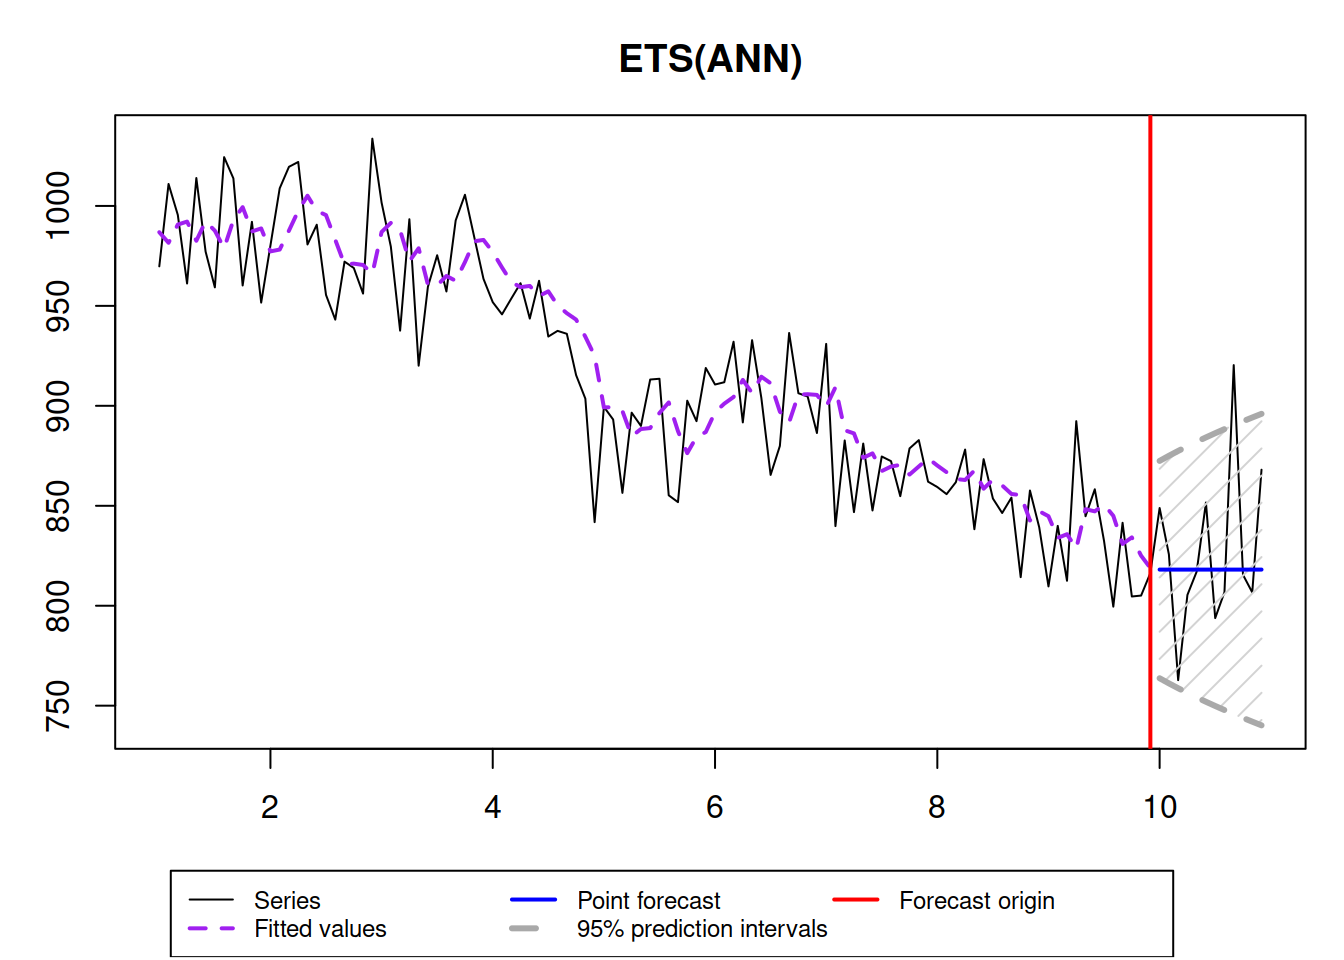 ETS(ANN)
1000
950
900
850
800
750
2 4 6 8 10
Series Point forecast Forecast origin
Fitted values 95% prediction intervals